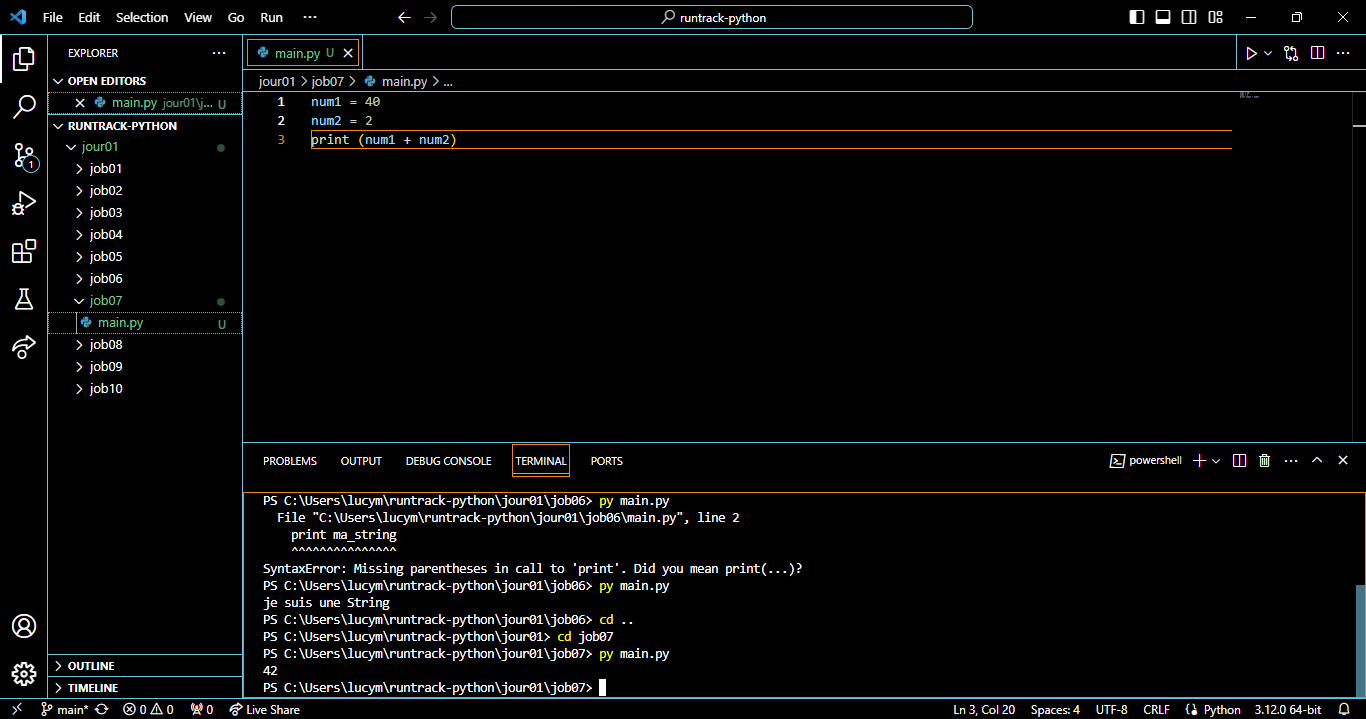 File Edit Selection View Go Run ··· runtrack-python
EXPLORER ···
OPEN EDITORS
main.py jour01\j... U
RUNTRACK-PYTHON
jour01
job01
job02
job03
job04
job05
job06
job07
main.py U
job08
job09
job10
OUTLINE
TIMELINE
1
main.py U
jour01 > job07 > main.py > ...
1 num1 = 40
2 num2 = 2
3 print (num1 + num2)
PROBLEMS OUTPUT DEBUG CONSOLE TERMINAL PORTS powershell
PS C:\Users\lucym\runtrack-python\jour01\job06> py main.py
File "C:\Users\lucym\runtrack-python\jour01\job06\main.py", line 2
print ma_string
^^^^^^^^^^^^^^^
SyntaxError: Missing parentheses in call to 'print'. Did you mean print(...)?
PS C:\Users\lucym\runtrack-python\jour01\job06> py main.py
je suis une String
PS C:\Users\lucym\runtrack-python\jour01\job06> cd ..
PS C:\Users\lucym\runtrack-python\jour01> cd job07
PS C:\Users\lucym\runtrack-python\jour01\job07> py main.py
42
PS C:\Users\lucym\runtrack-python\jour01\job07>
main* 0 0 0 Live Share Ln 3, Col 20 Spaces: 4 UTF-8 CRLF Python 3.12.0 64-bit